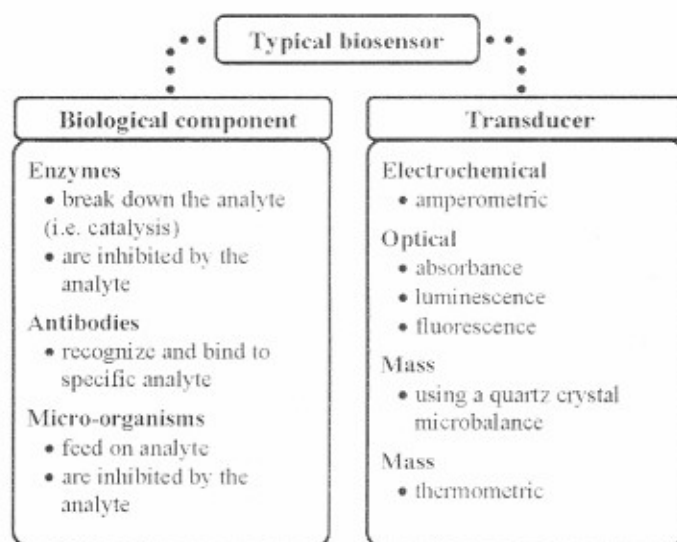 Typical biosensor
Biological component
Enzymes
• break down the analyte
(i.e. catalysis)
• are inhibited by the
analyte
Antibodies
• recognize and bind to
specific analyte
Micro-organisms
• feed on analyte
• are inhibited by the
analyte
Transducer
Electrochemical
• amperometric
Optical
• absorbance
• luminescence
• fluorescence
Mass
• using a quartz crystal
microbalance
Mass
• thermometric